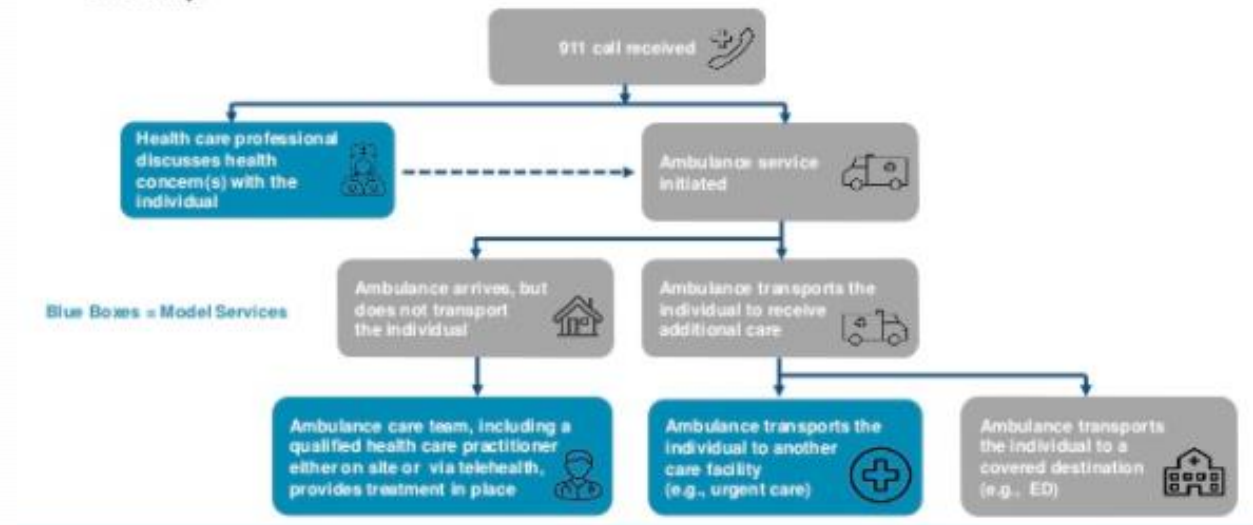 911 call received
Health care professional
discusses health
concern(s) with the
individual
Ambulance service
initiated
Ambulance arrives, but
does not transport
the individual
Ambulance transports the
individual to receive
additional care
Blue Boxes = Model Services
Ambulance care team, including a
qualified health care practitioner
either on site or via telehealth,
provides treatment in place
Ambulance transports the
individual to another
care facility
(e.g., urgent care)
Ambulance transports
the individual to a
covered destination
(e.g., ED)